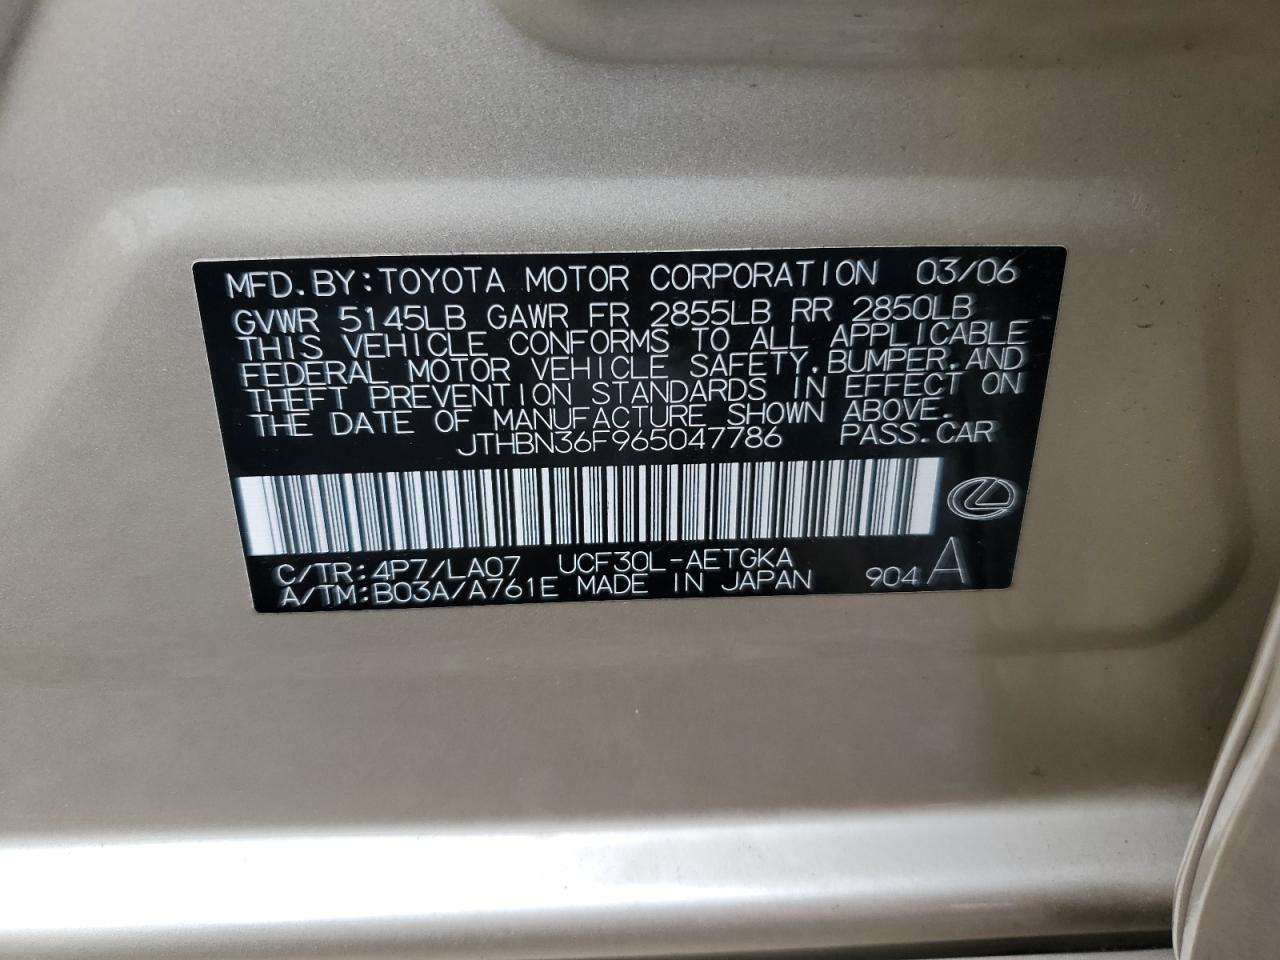 MFD. BY: TOYOTA MOTOR CORPORATION 03/06
GVWR 5145LB GAWR FR 2855LB RR 2850LB
THIS VEHICLE CONFORMS TO ALL APPLICABLE
FEDERAL MOTOR VEHICLE SAFETY, BUMPER, AND
THEFT PREVENTION STANDARDS IN EFFECT ON
THE DATE OF MANUFACTURE SHOWN ABOVE.
JTHBN36F965047786 PASS. CAR
C/TR: 4P7/LA07 UCF30L-AETGKA
A/TM: B03A/A761E MADE IN JAPAN 904 A